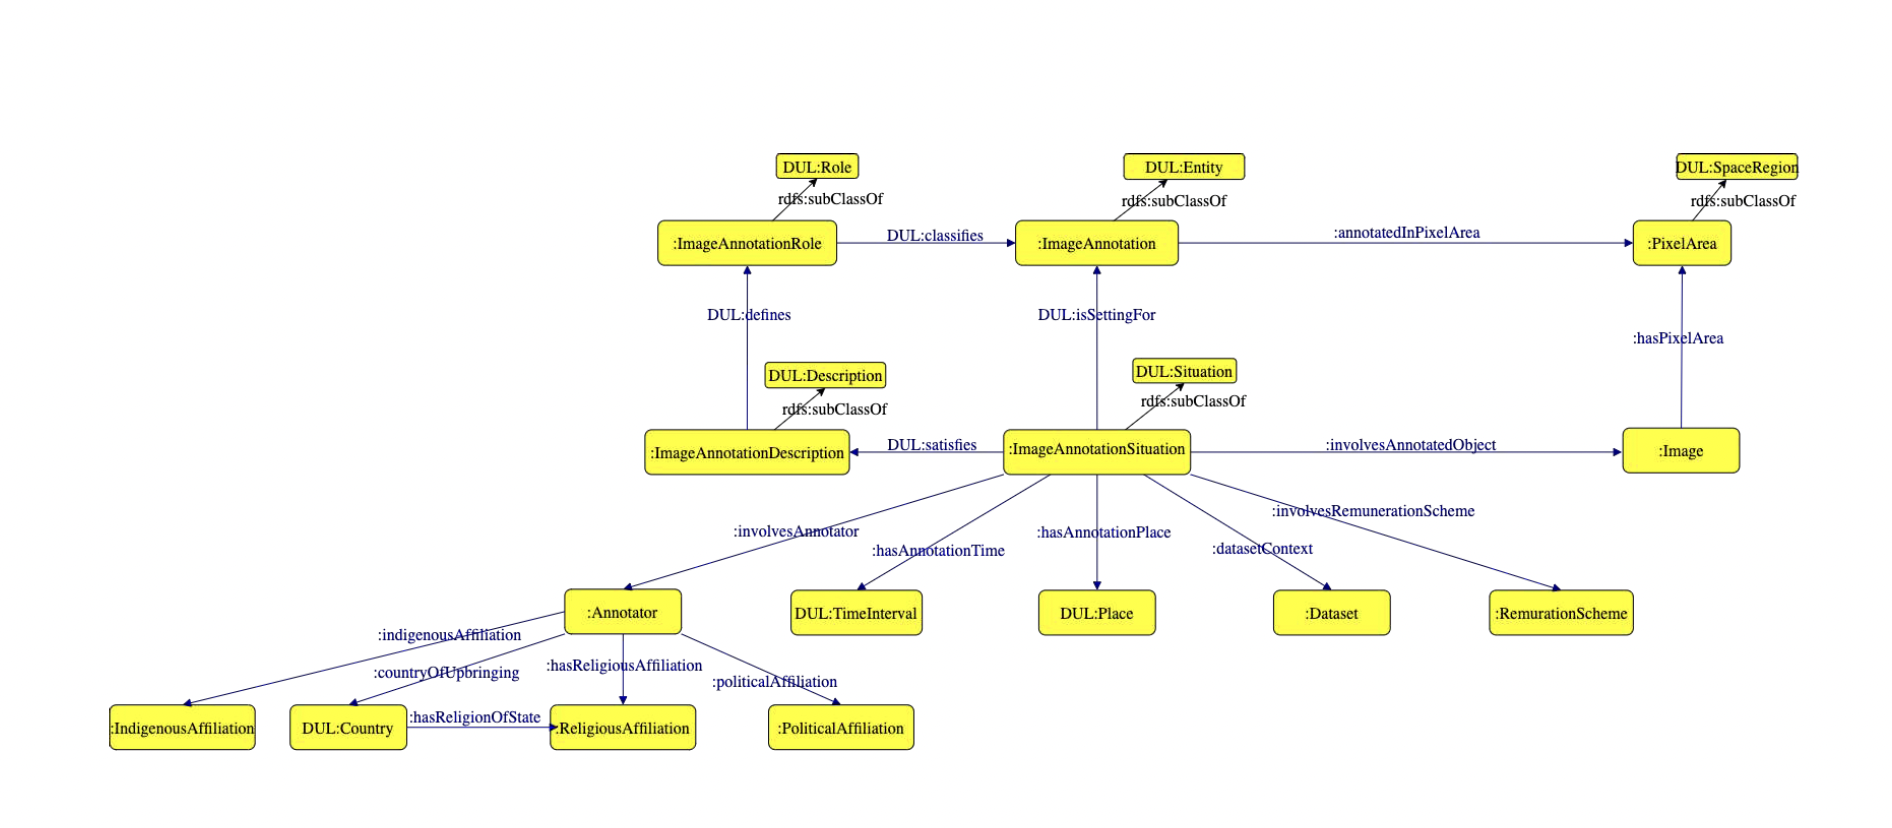 DUL:Role
DUL:Entity
DUL:SpaceRegion
rdfs:subClassOf
rdfs:subClassOf
rdfs:subClassOf
:ImageAnnotationRole
DUL:classifies
:ImageAnnotation
:annotatedInPixelArea
:PixelArea
DUL:defines
DUL:isSettingFor
:hasPixelArea
DUL:Description
DUL:Situation
rdfs:subClassOf
rdfs:subClassOf
:ImageAnnotationDescription
DUL:satisfies
:ImageAnnotationSituation
:involvesAnnotatedObject
:Image
:involvesAnnotator
:hasAnnotationTime
:hasAnnotationPlace
:datasetContext
:involvesRemunerationScheme
:Annotator
DUL:TimeInterval
DUL:Place
:Dataset
:RemurationScheme
:indigenousAffiliation
:countryOfUpbringing
:hasReligiousAffiliation
:politicalAffiliation
:IndigenousAffiliation
DUL:Country
:hasReligionOfState
:ReligiousAffiliation
:PoliticalAffiliation